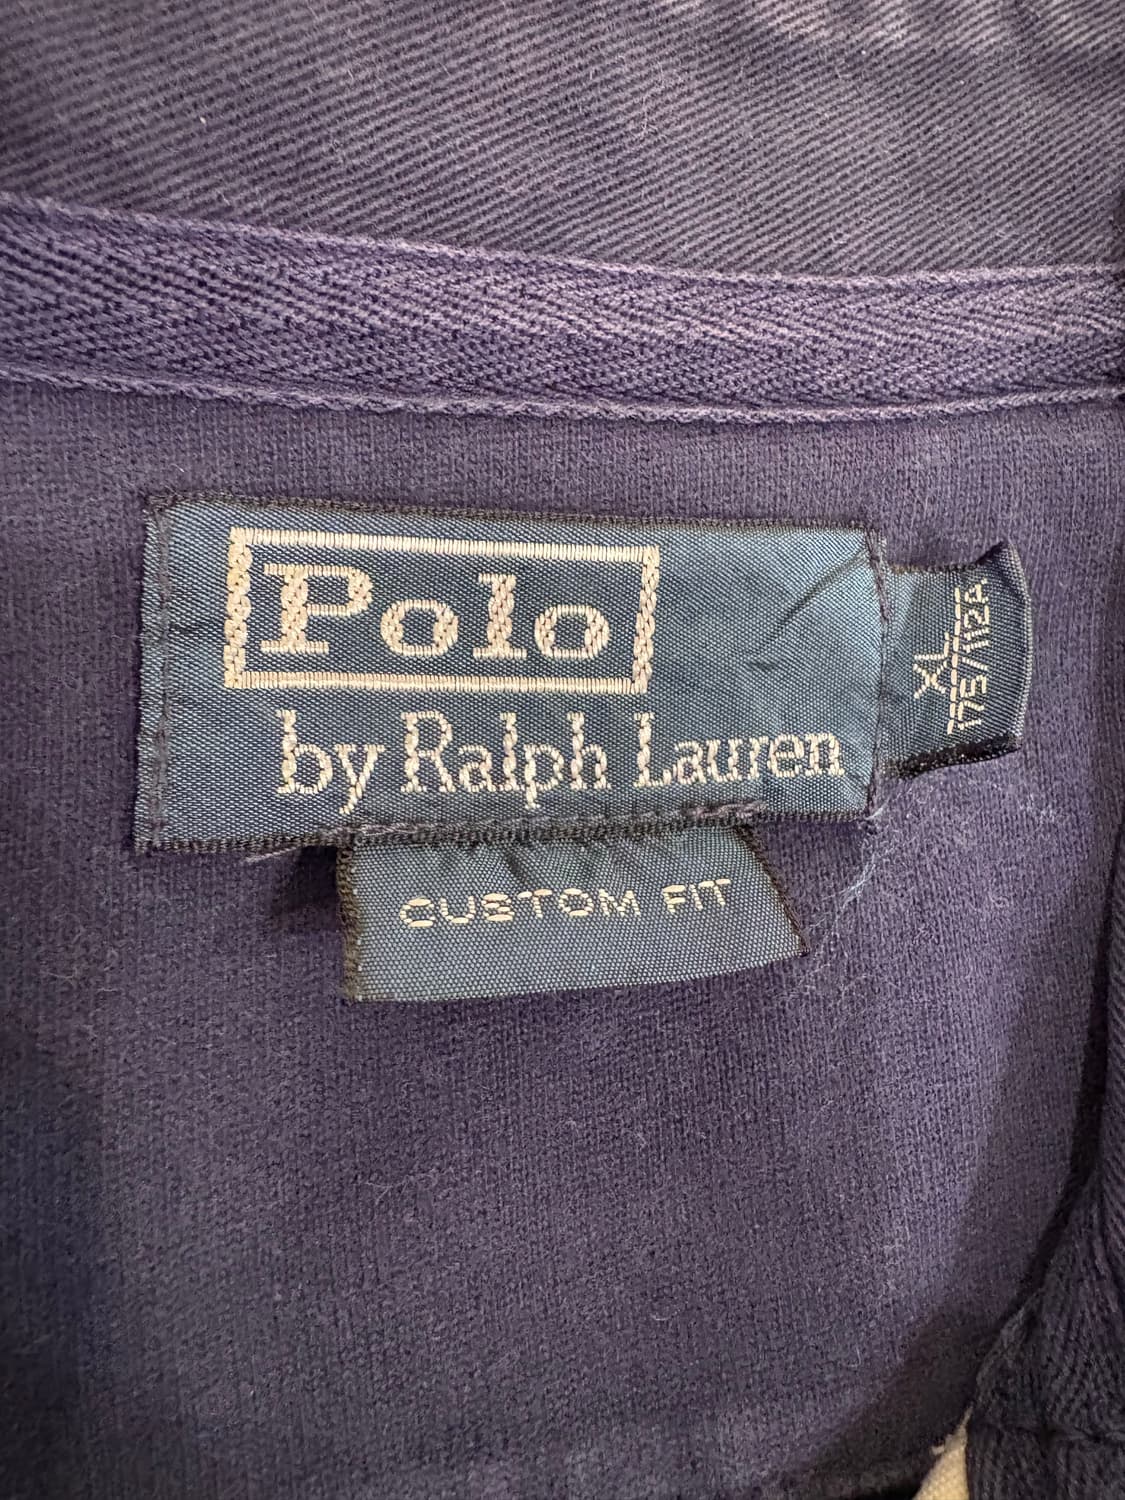 Polo
by Ralph Lauren
XL
175/112A
CUSTOM FIT